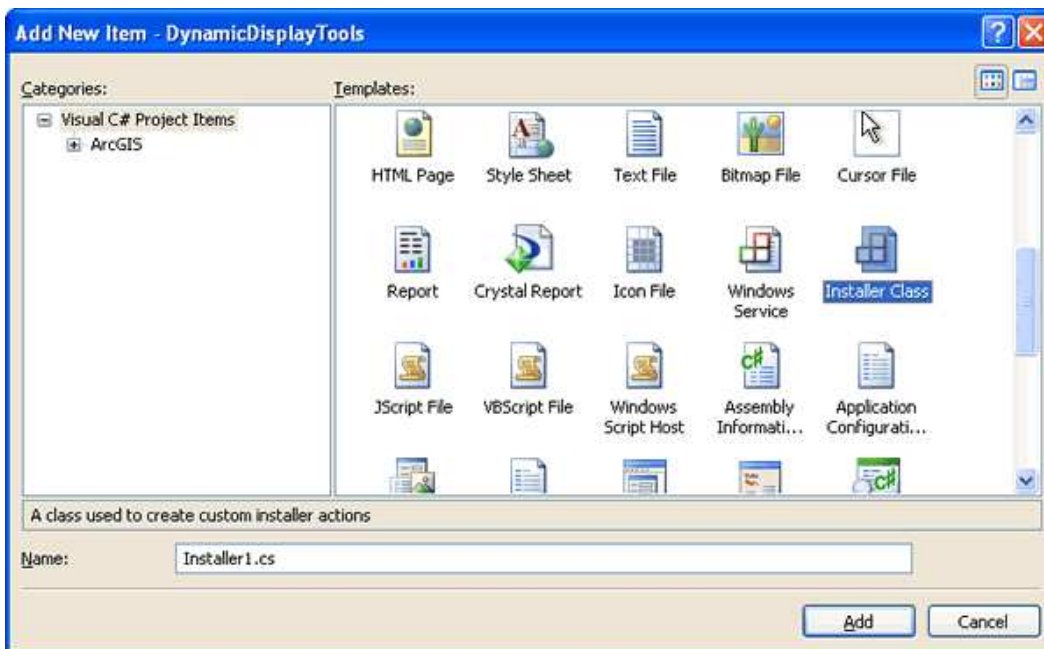 Add New Item - DynamicDisplayTools
Categories:
Templates:
Visual C# Project Items
ArcGIS
HTML Page
Style Sheet
Text File
Bitmap File
Cursor File
Report
Crystal Report
Icon File
Windows
Service
Installer Class
JScript File
VBScript File
Windows
Script Host
Assembly
Informati...
Application
Configurati...
A class used to create custom installer actions
Name:
Installer1.cs
Add
Cancel